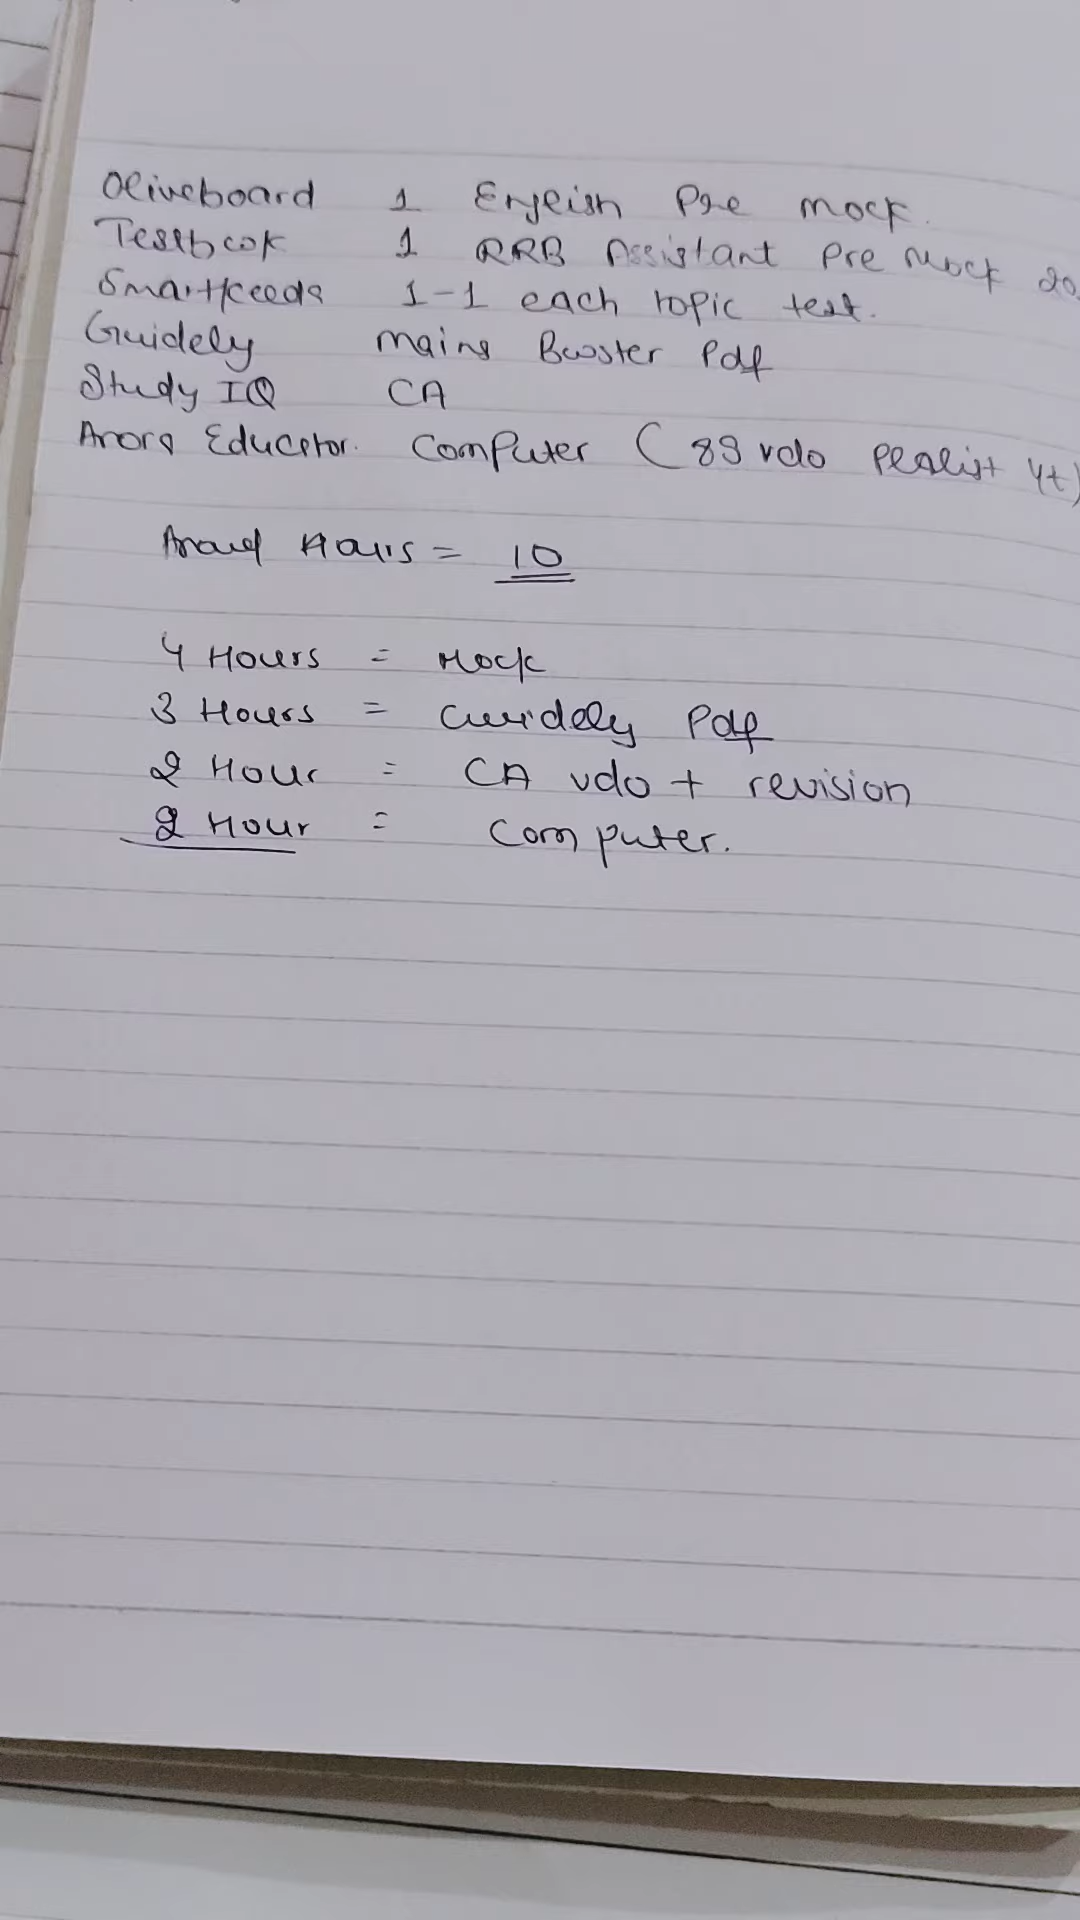 Oliveboard 1 English Pre mock.
Testbook 1 RRB Assistant Pre Mock 20
Smartkeeda 1-1 each topic test.
Guidely mains Booster Pdf
Study IQ CA
Arora Educator. Computer (89 vdo Playlist yt)
Hours = 10
4 Hours = Mock
3 Hours = Guidely Pdf
2 Hour = CA vdo + revision
2 Hour = Computer.